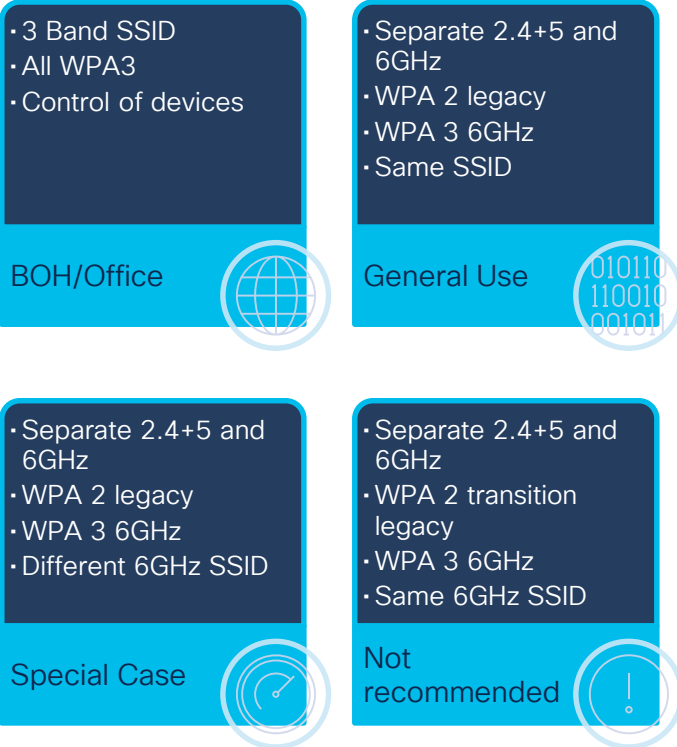 ▪ 3 Band SSID
▪ All WPA3
▪ Control of devices
BOH/Office
▪ Separate 2.4+5 and
6GHz
▪ WPA 2 legacy
▪ WPA 3 6GHz
▪ Same SSID
General Use
010110
110010
001011
▪ Separate 2.4+5 and
6GHz
▪ WPA 2 legacy
▪ WPA 3 6GHz
▪ Different 6GHz SSID
Special Case
▪ Separate 2.4+5 and
6GHz
▪ WPA 2 transition
legacy
▪ WPA 3 6GHz
▪ Same 6GHz SSID
Not
recommended
!